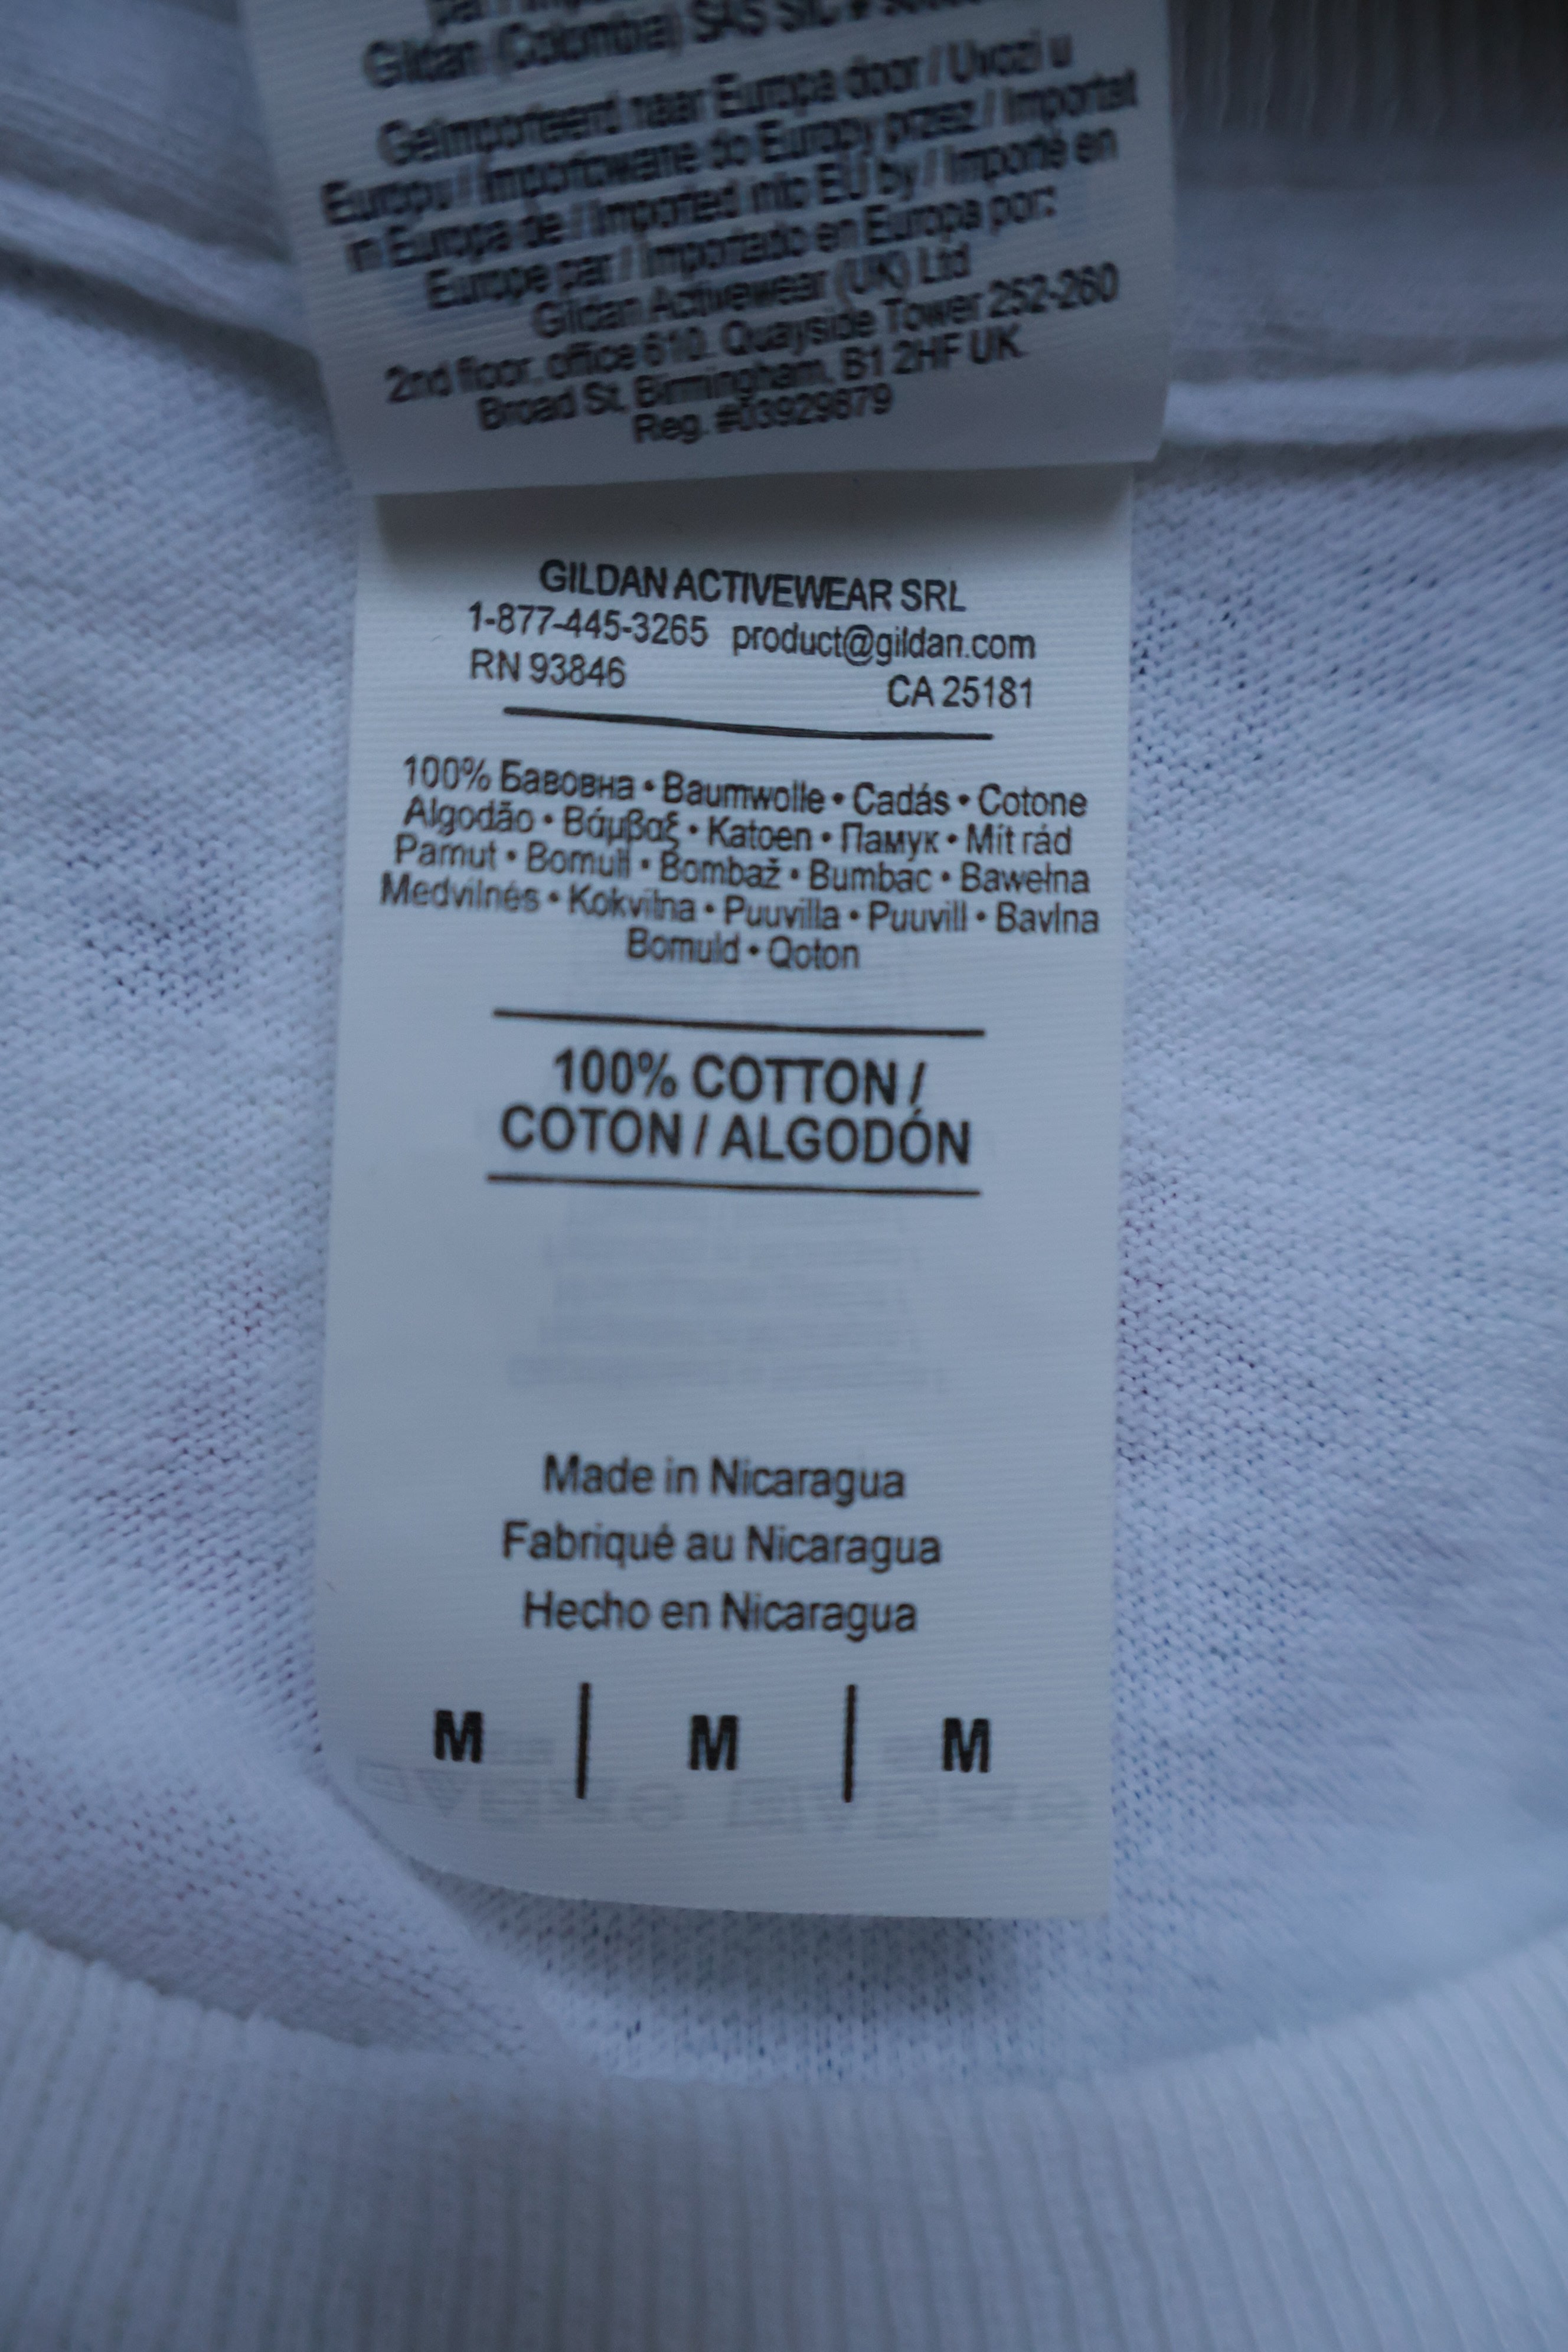 Gildan (Colombia) SAS SIC #
Geïmporteerd naar Europa door / Uvozi u
Europu / Importowane do Europy przez / Importat
in Europa de / Imported into EU by / Importé en
Europe par / Importado en Europa por:
Gildan Activewear (UK) Ltd
2nd floor, office 610. Quayside Tower 252-260
Broad St, Birmingham, B1 2HF UK
Reg. #03929879
GILDAN ACTIVEWEAR SRL
1-877-445-3265 product@gildan.com
RN 93846 CA 25181
100% Бавовна • Baumwolle • Cadás • Cotone
Algodão • Βάμβαξ • Katoen • Памук • Mit rád
Pamut • Bomull • Bombaž • Bumbac • Bawełna
Medvilnės • Kokvilna • Puuvilla • Puuvill • Bavlna
Bomuld • Qoton
100% COTTON /
COTON / ALGODÓN
Made in Nicaragua
Fabriqué au Nicaragua
Hecho en Nicaragua
M | M | M